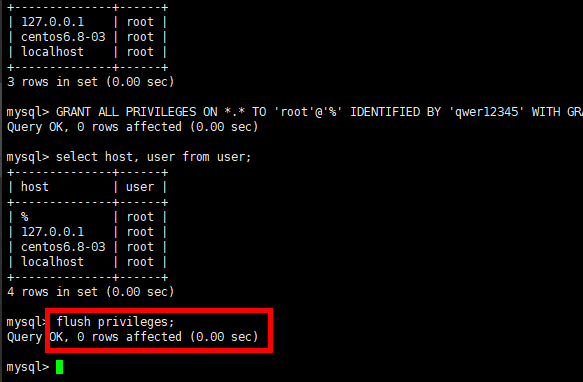 +--------------+------+
| 127.0.0.1    | root |
| centos6.8-03 | root |
| localhost    | root |
+--------------+------+
3 rows in set (0.00 sec)
mysql> GRANT ALL PRIVILEGES ON *.* TO 'root'@'%' IDENTIFIED BY 'qwer12345' WITH GRA
Query OK, 0 rows affected (0.00 sec)
mysql> select host, user from user;
+--------------+------+
| host         | user |
+--------------+------+
| %            | root |
| 127.0.0.1    | root |
| centos6.8-03 | root |
| localhost    | root |
+--------------+------+
4 rows in set (0.00 sec)
mysql> flush privileges;
Query OK, 0 rows affected (0.00 sec)
mysql>